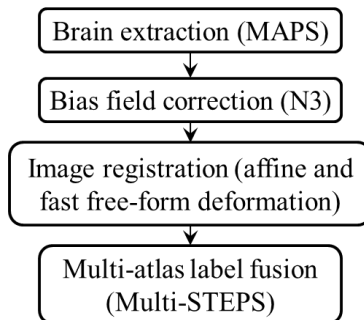 Brain extraction (MAPS)
Bias field correction (N3)
Image registration (affine and
fast free-form deformation)
Multi-atlas label fusion
(Multi-STEPS)